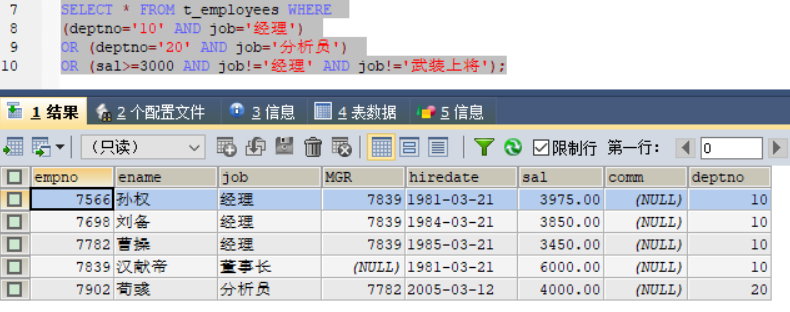 7 SELECT * FROM t_employees WHERE
8 (deptno='10' AND job='经理')
9 OR (deptno='20' AND job='分析员')
10 OR (sal>=3000 AND job!='经理' AND job!='武装上将');
1 结果 2 个配置文件 3 信息 4 表数据 5 信息
(只读) 限制行 第一行: 0
empno ename job MGR hiredate sal comm deptno
7566 孙权 经理 7839 1981-03-21 3975.00 (NULL) 10
7698 刘备 经理 7839 1984-03-21 3850.00 (NULL) 10
7782 曹操 经理 7839 1985-03-21 3450.00 (NULL) 10
7839 汉献帝 董事长 (NULL) 1981-03-21 6000.00 (NULL) 10
7902 荀彧 分析员 7782 2005-03-12 4000.00 (NULL) 20